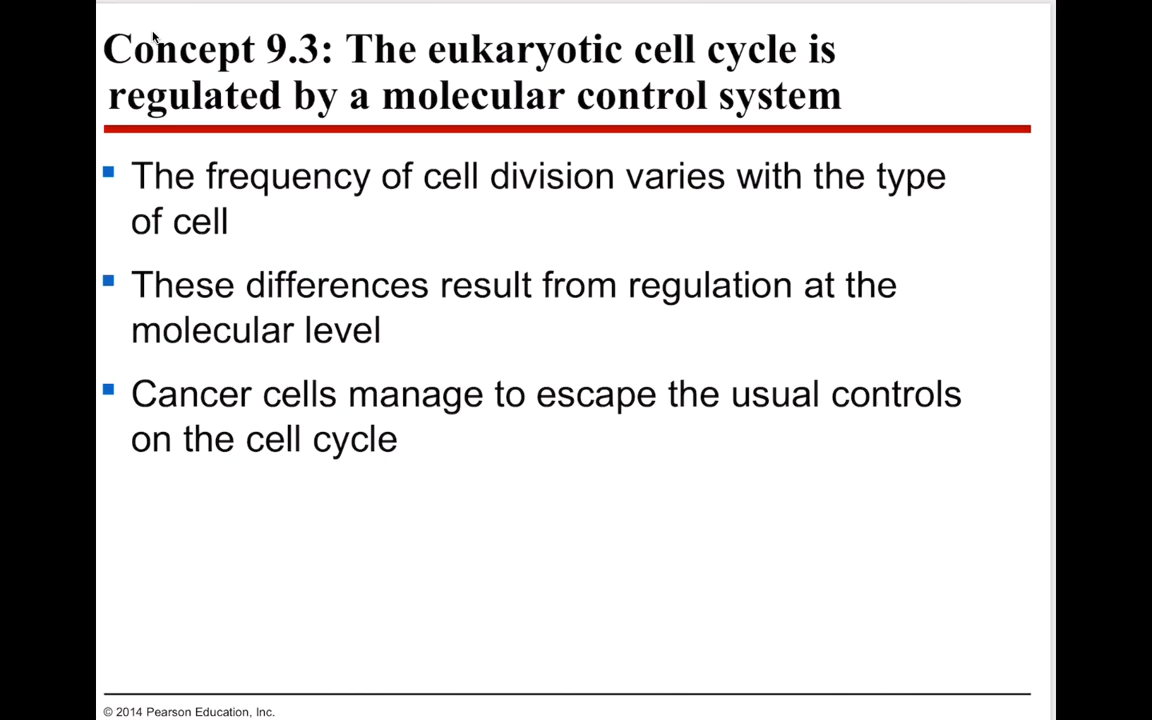 Concept 9.3: The eukaryotic cell cycle is
regulated by a molecular control system
The frequency of cell division varies with the type
of cell
These differences result from regulation at the
molecular level
Cancer cells manage to escape the usual controls
on the cell cycle
© 2014 Pearson Education, Inc.